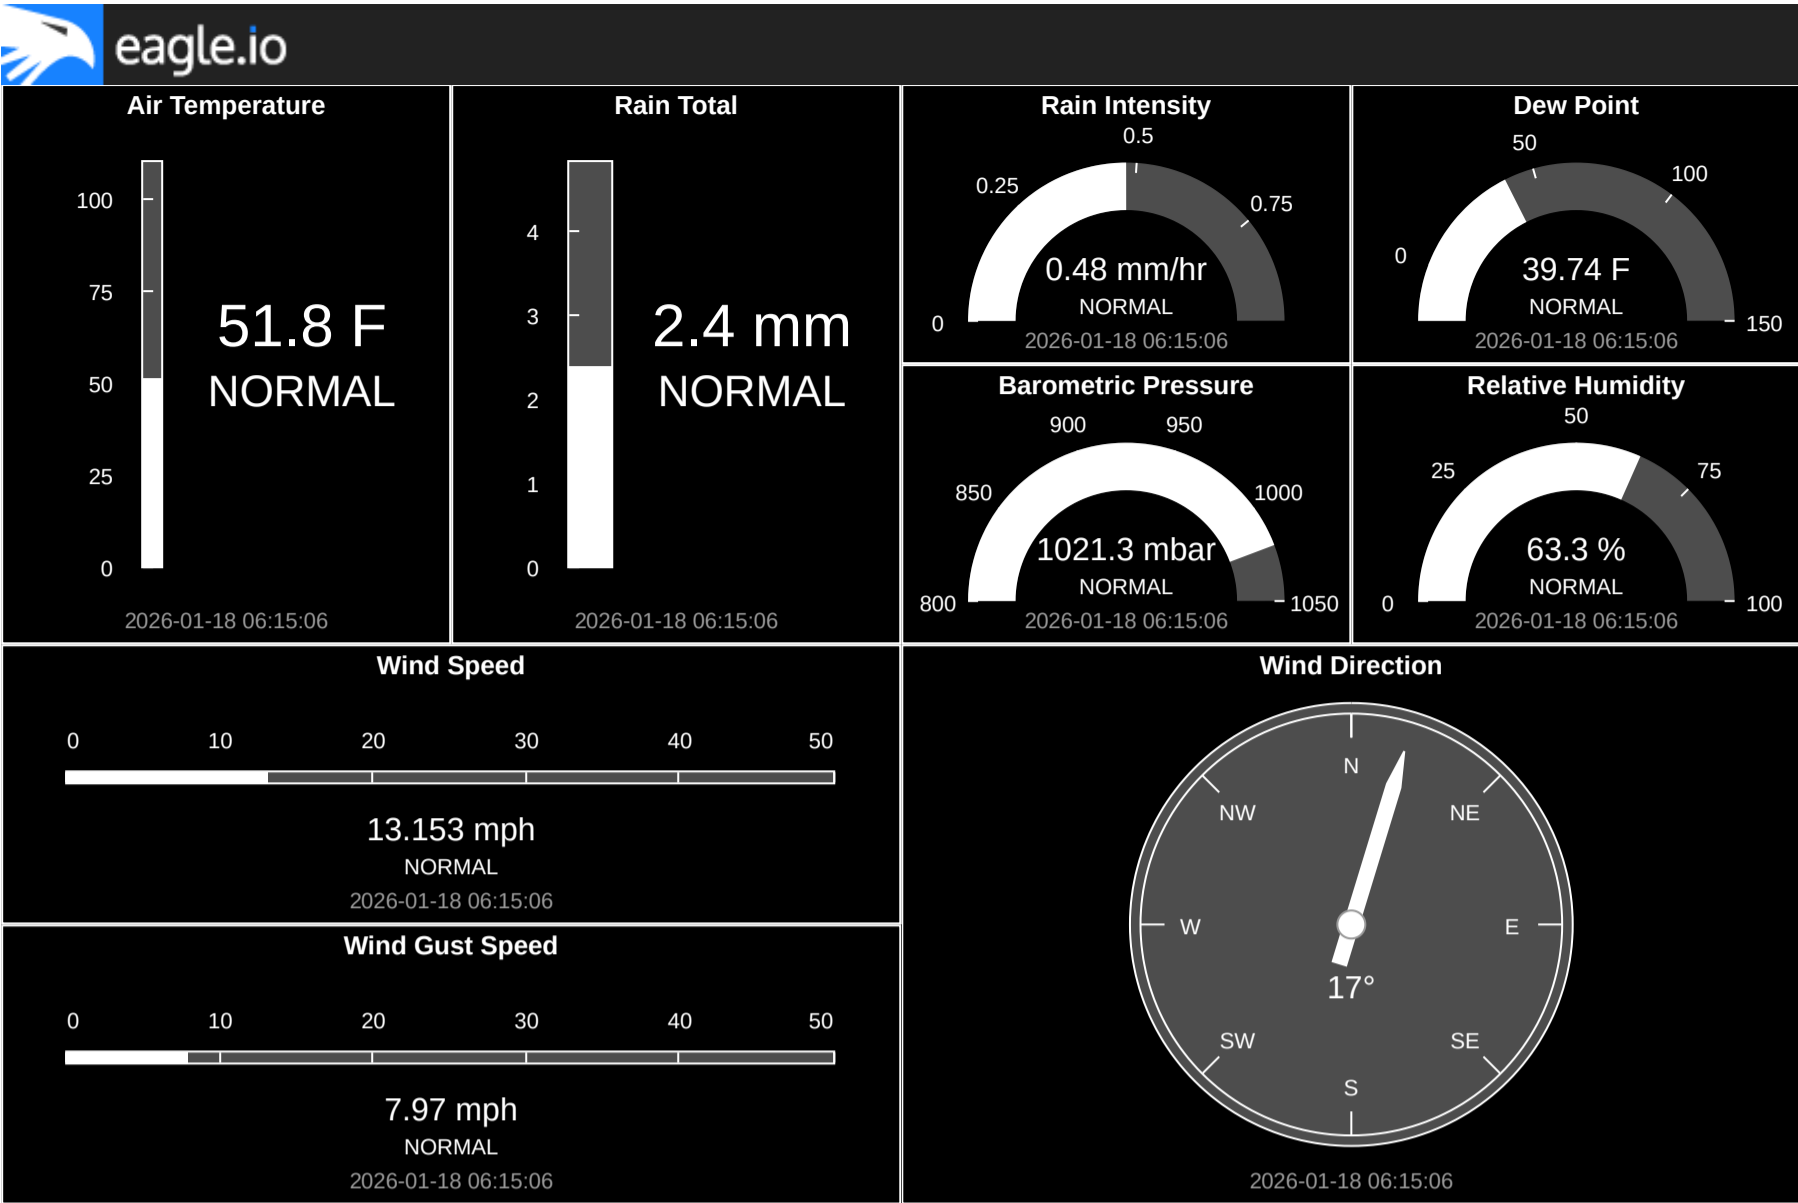 eagle.io
Air Temperature
100
75
50
25
0
51.8 F
NORMAL
2026-01-18 06:15:06
Rain Total
4
3
2
1
0
2.4 mm
NORMAL
2026-01-18 06:15:06
Rain Intensity
0
0.25
0.5
0.75
0.48 mm/hr
NORMAL
2026-01-18 06:15:06
Dew Point
0
50
100
150
39.74 F
NORMAL
2026-01-18 06:15:06
Barometric Pressure
800
850
900
950
1000
1050
1021.3 mbar
NORMAL
2026-01-18 06:15:06
Relative Humidity
0
25
50
75
100
63.3 %
NORMAL
2026-01-18 06:15:06
Wind Speed
0 10 20 30 40 50
13.153 mph
NORMAL
2026-01-18 06:15:06
Wind Gust Speed
0 10 20 30 40 50
7.97 mph
NORMAL
2026-01-18 06:15:06
Wind Direction
N
NW NE
W E
17°
SW SE
S
2026-01-18 06:15:06